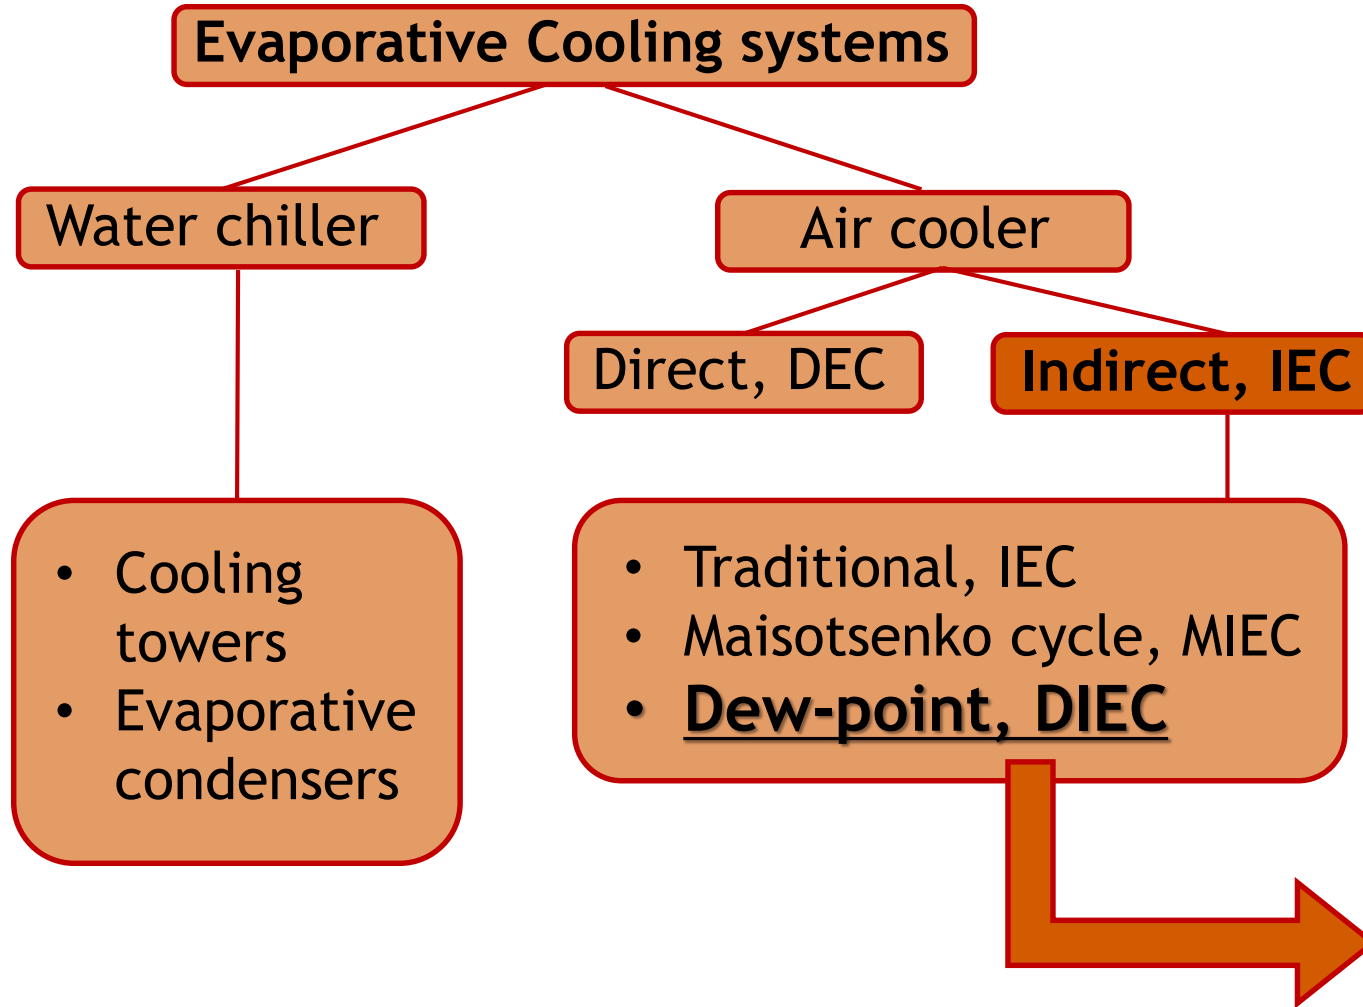 Evaporative Cooling systems
Water chiller
Air cooler
Direct, DEC
Indirect, IEC
• Cooling
towers
• Evaporative
condensers
• Traditional, IEC
• Maisotsenko cycle, MIEC
• Dew-point, DIEC